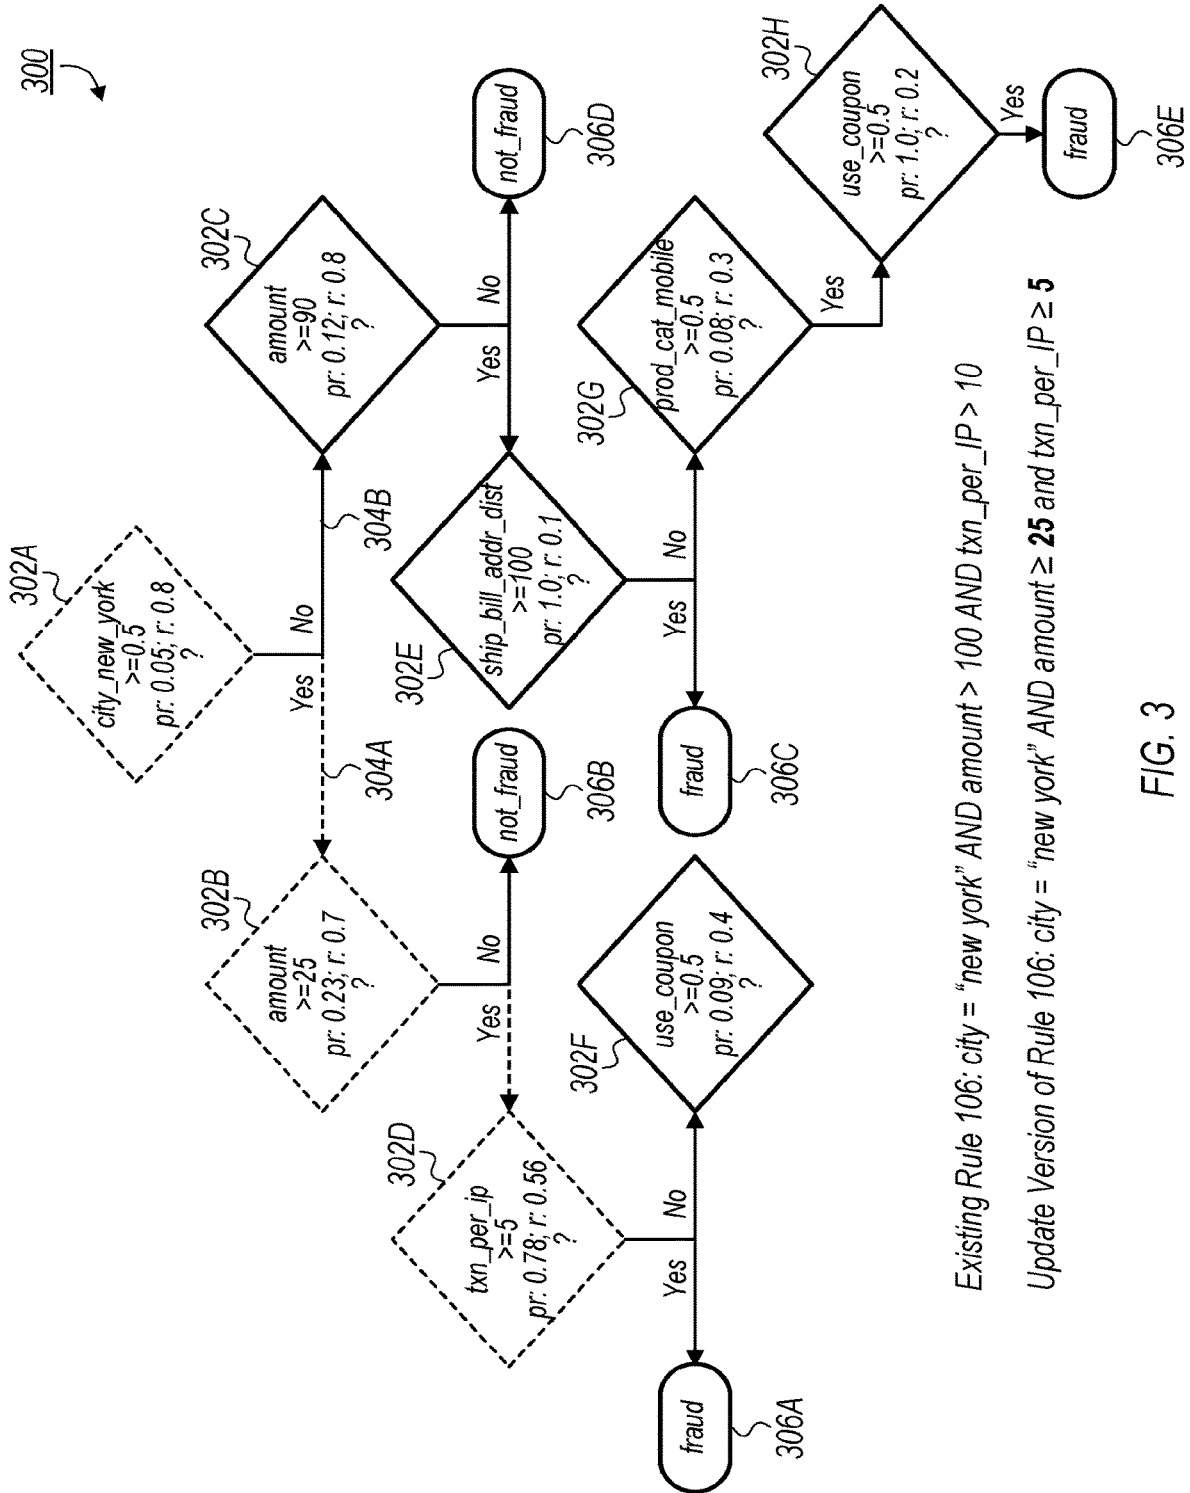 300
302A
city_new_york
>=0.5
pr: 0.05; r: 0.8
?
Yes
No
304A
304B
302B
amount
>=25
pr: 0.23; r: 0.7
?
Yes
No
302C
amount
>=90
pr: 0.12; r: 0.8
?
Yes
No
302D
txn_per_ip
>=5
pr: 0.78; r: 0.56
?
Yes
No
not_fraud
306B
302E
ship_bill_addr_dist
>=100
pr: 1.0; r: 0.1
?
Yes
No
not_fraud
306D
fraud
306A
302F
use_coupon
>=0.5
pr: 0.09; r: 0.4
?
fraud
306C
302G
prod_cat_mobile
>=0.5
pr: 0.08; r: 0.3
?
Yes
302H
use_coupon
>=0.5
pr: 1.0; r: 0.2
?
Yes
fraud
306E
Existing Rule 106: city = “new york” AND amount > 100 AND txn_per_IP > 10
Update Version of Rule 106: city = “new york” AND amount ≥ 25 and txn_per_IP ≥ 5
FIG. 3